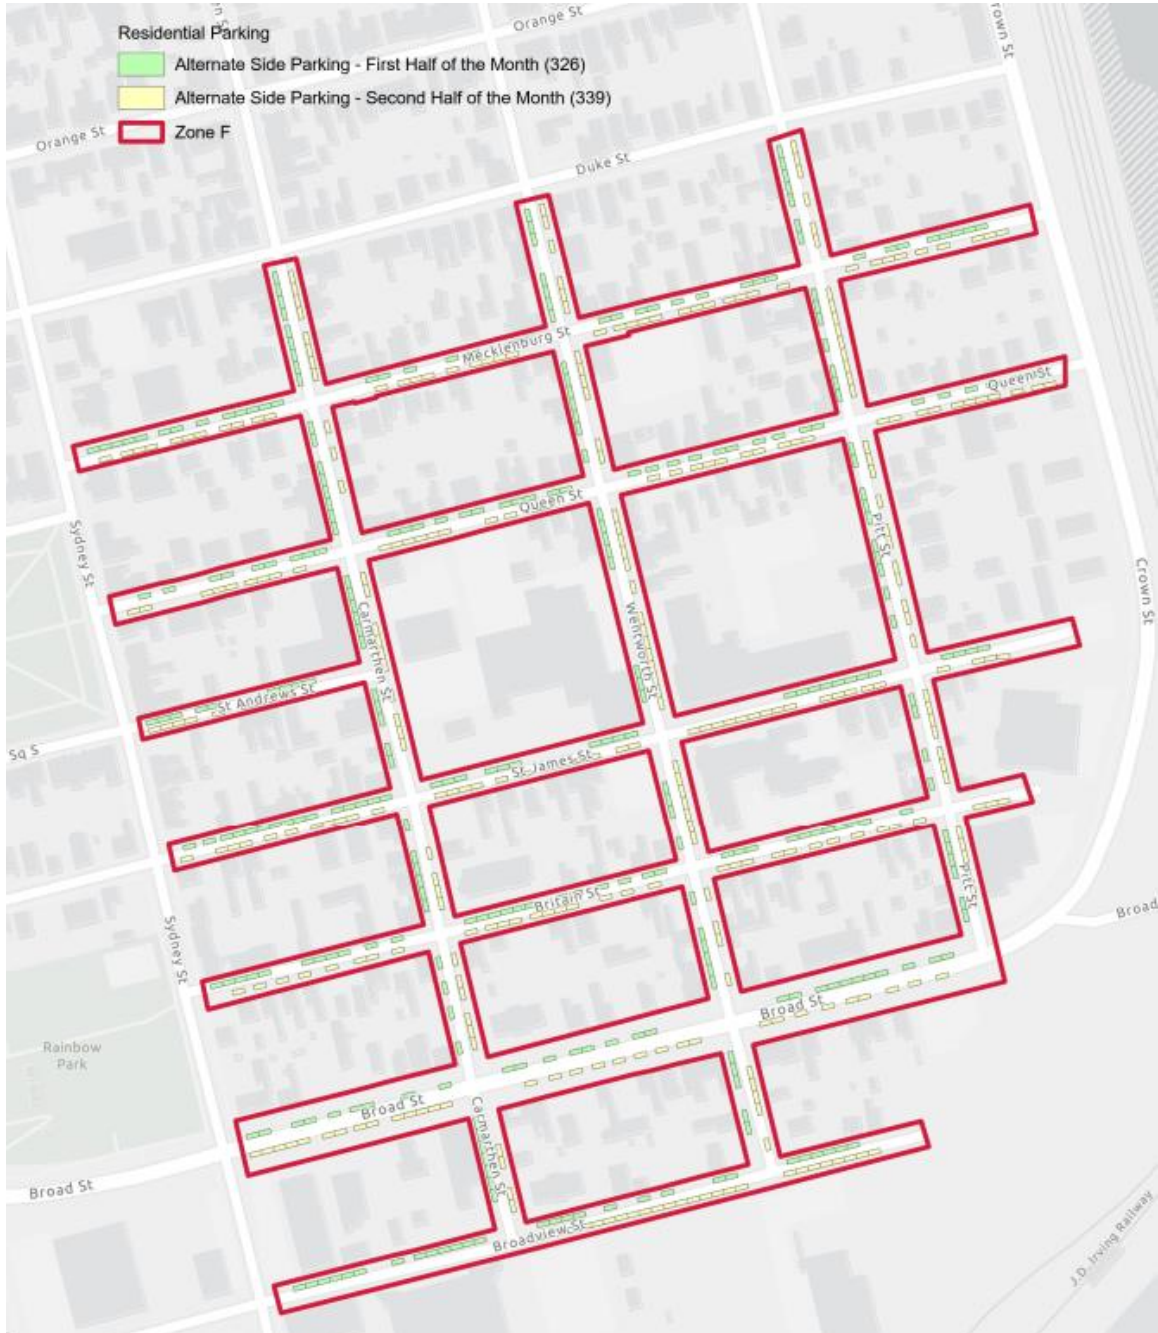 Orange St
Crown St
Residential Parking
Alternate Side Parking - First Half of the Month (326)
Alternate Side Parking - Second Half of the Month (339)
Zone F
Orange St
Duke St
Mecklenburg St
Queen St
Queen St
Sydney St
Pitt St
Crown St
Carmarthen St
Wentworth St
St Andrews St
Sq S
St James St
Britain St
Pitt St
Broad
Sydney St
Broad St
Rainbow
Park
Broad St
Carmarthen St
Broad St
Broadview St
J.D. Irving Railway